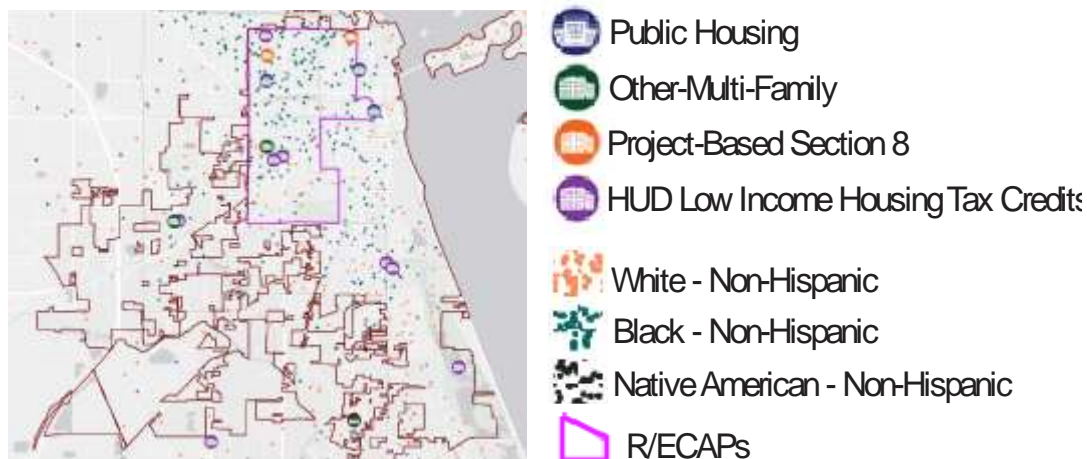 Public Housing
Other-Multi-Family
Project-Based Section 8
HUD Low Income Housing Tax Credits
White - Non-Hispanic
Black - Non-Hispanic
Native American - Non-Hispanic
R/ECAPs